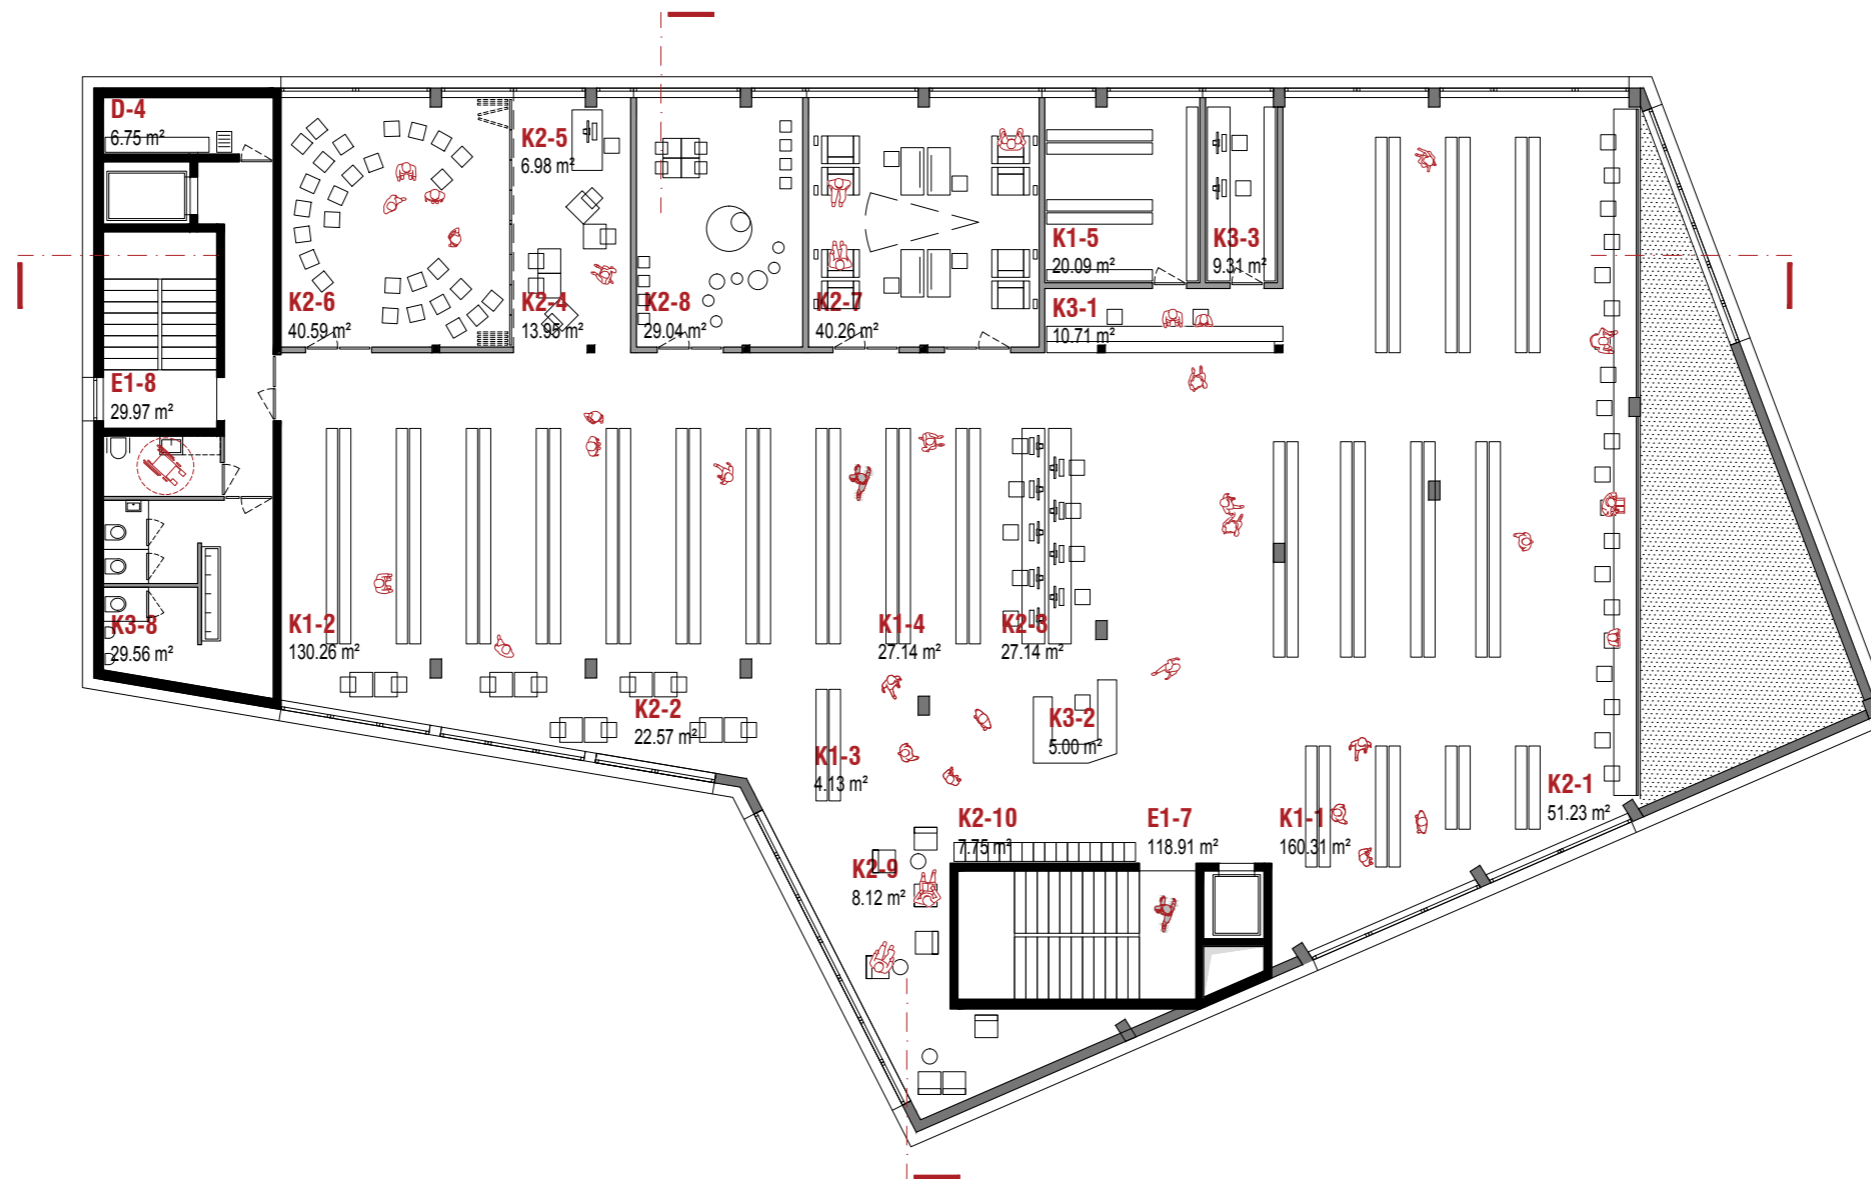 D-4
6.75 m²
K2-5
6.98 m²
K1-5
20.09 m²
K3-3
9.31 m²
K2-6
40.59 m²
K2-4
13.95 m²
K2-8
29.04 m²
K2-7
40.26 m²
K3-1
10.71 m²
E1-8
29.97 m²
K3-8
29.56 m²
K1-2
130.26 m²
K1-4
27.14 m²
K2-3
27.14 m²
K2-2
22.57 m²
K3-2
5.00 m²
K1-3
4.13 m²
K2-1
51.23 m²
K2-10
7.75 m²
E1-7
118.91 m²
K1-1
160.31 m²
K2-9
8.12 m²